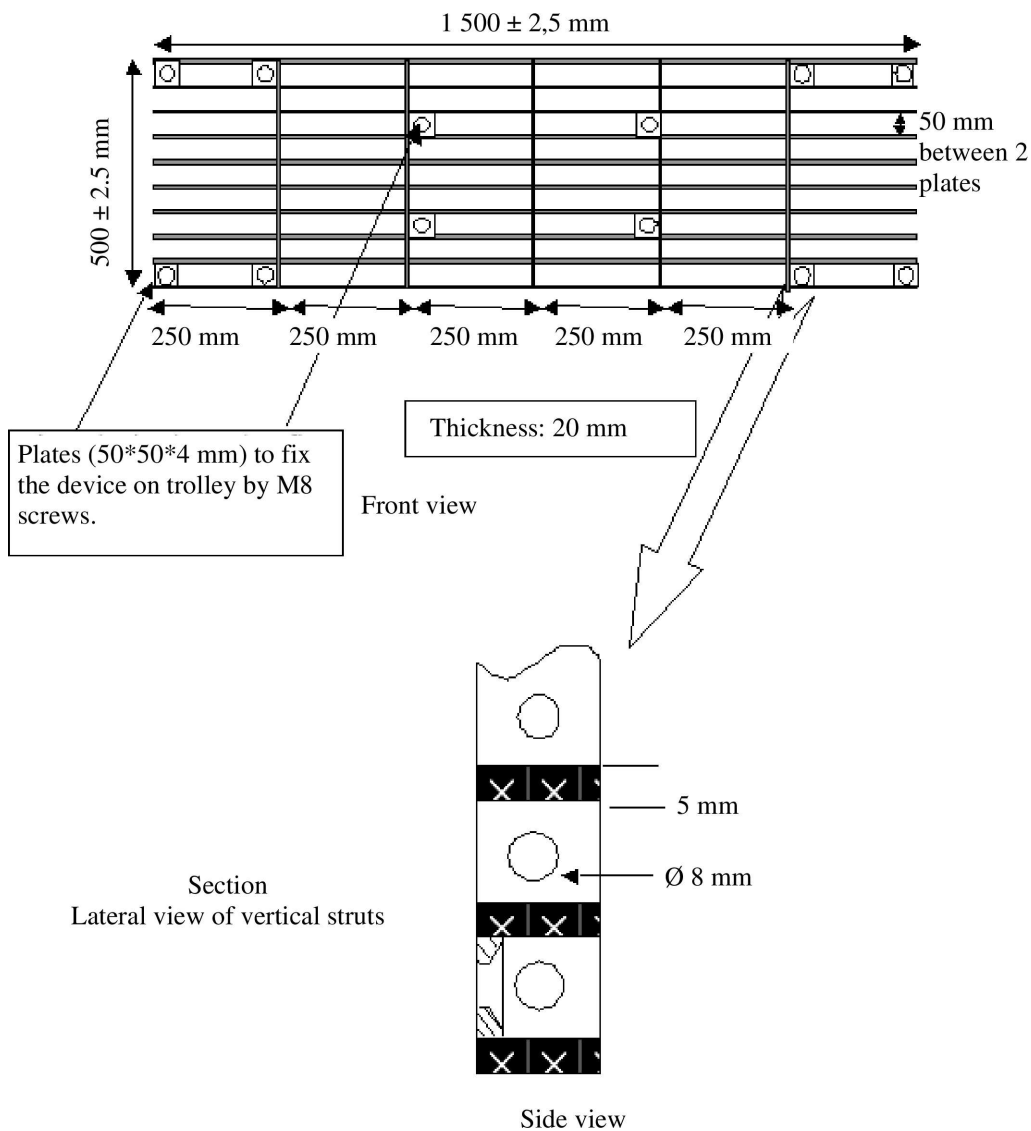 1 500 ± 2,5 mm
500 ± 2.5 mm
50 mm
between 2
plates
250 mm
250 mm
250 mm
250 mm
250 mm
Thickness: 20 mm
Plates (50*50*4 mm) to fix
the device on trolley by M8
screws.
Front view
5 mm
Ø 8 mm
Section
Lateral view of vertical struts
Side view